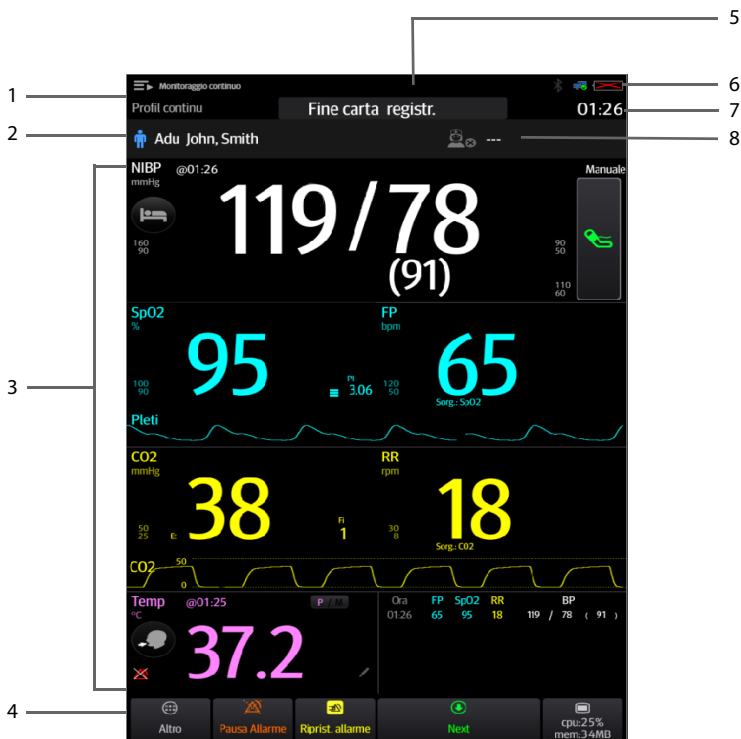 5
Monitoraggio continuo
6
1
Profil continu
Fine carta registr.
01:26
7
2
Adu John, Smith
---
8
NIBP @01:26
mmHg
Manuale
119/78
(91)
160
90
90
50
110
60
SpO2
%
FP
bpm
95
65
100
90
PI
3.06
120
50
Sorg.: SpO2
3
Pleti
CO2
mmHg
RR
rpm
38
18
50
25
E:
Fi
1
30
8
Sorg.: CO2
CO2
50
0
Temp @01:25
P / M
°C
37.2
Ora FP SpO2 RR BP
01:26 65 95 18 119 / 78 ( 91 )
4
Altro
Pausa Allarme
Riprist. allarme
Next
cpu:25%
mem:34MB